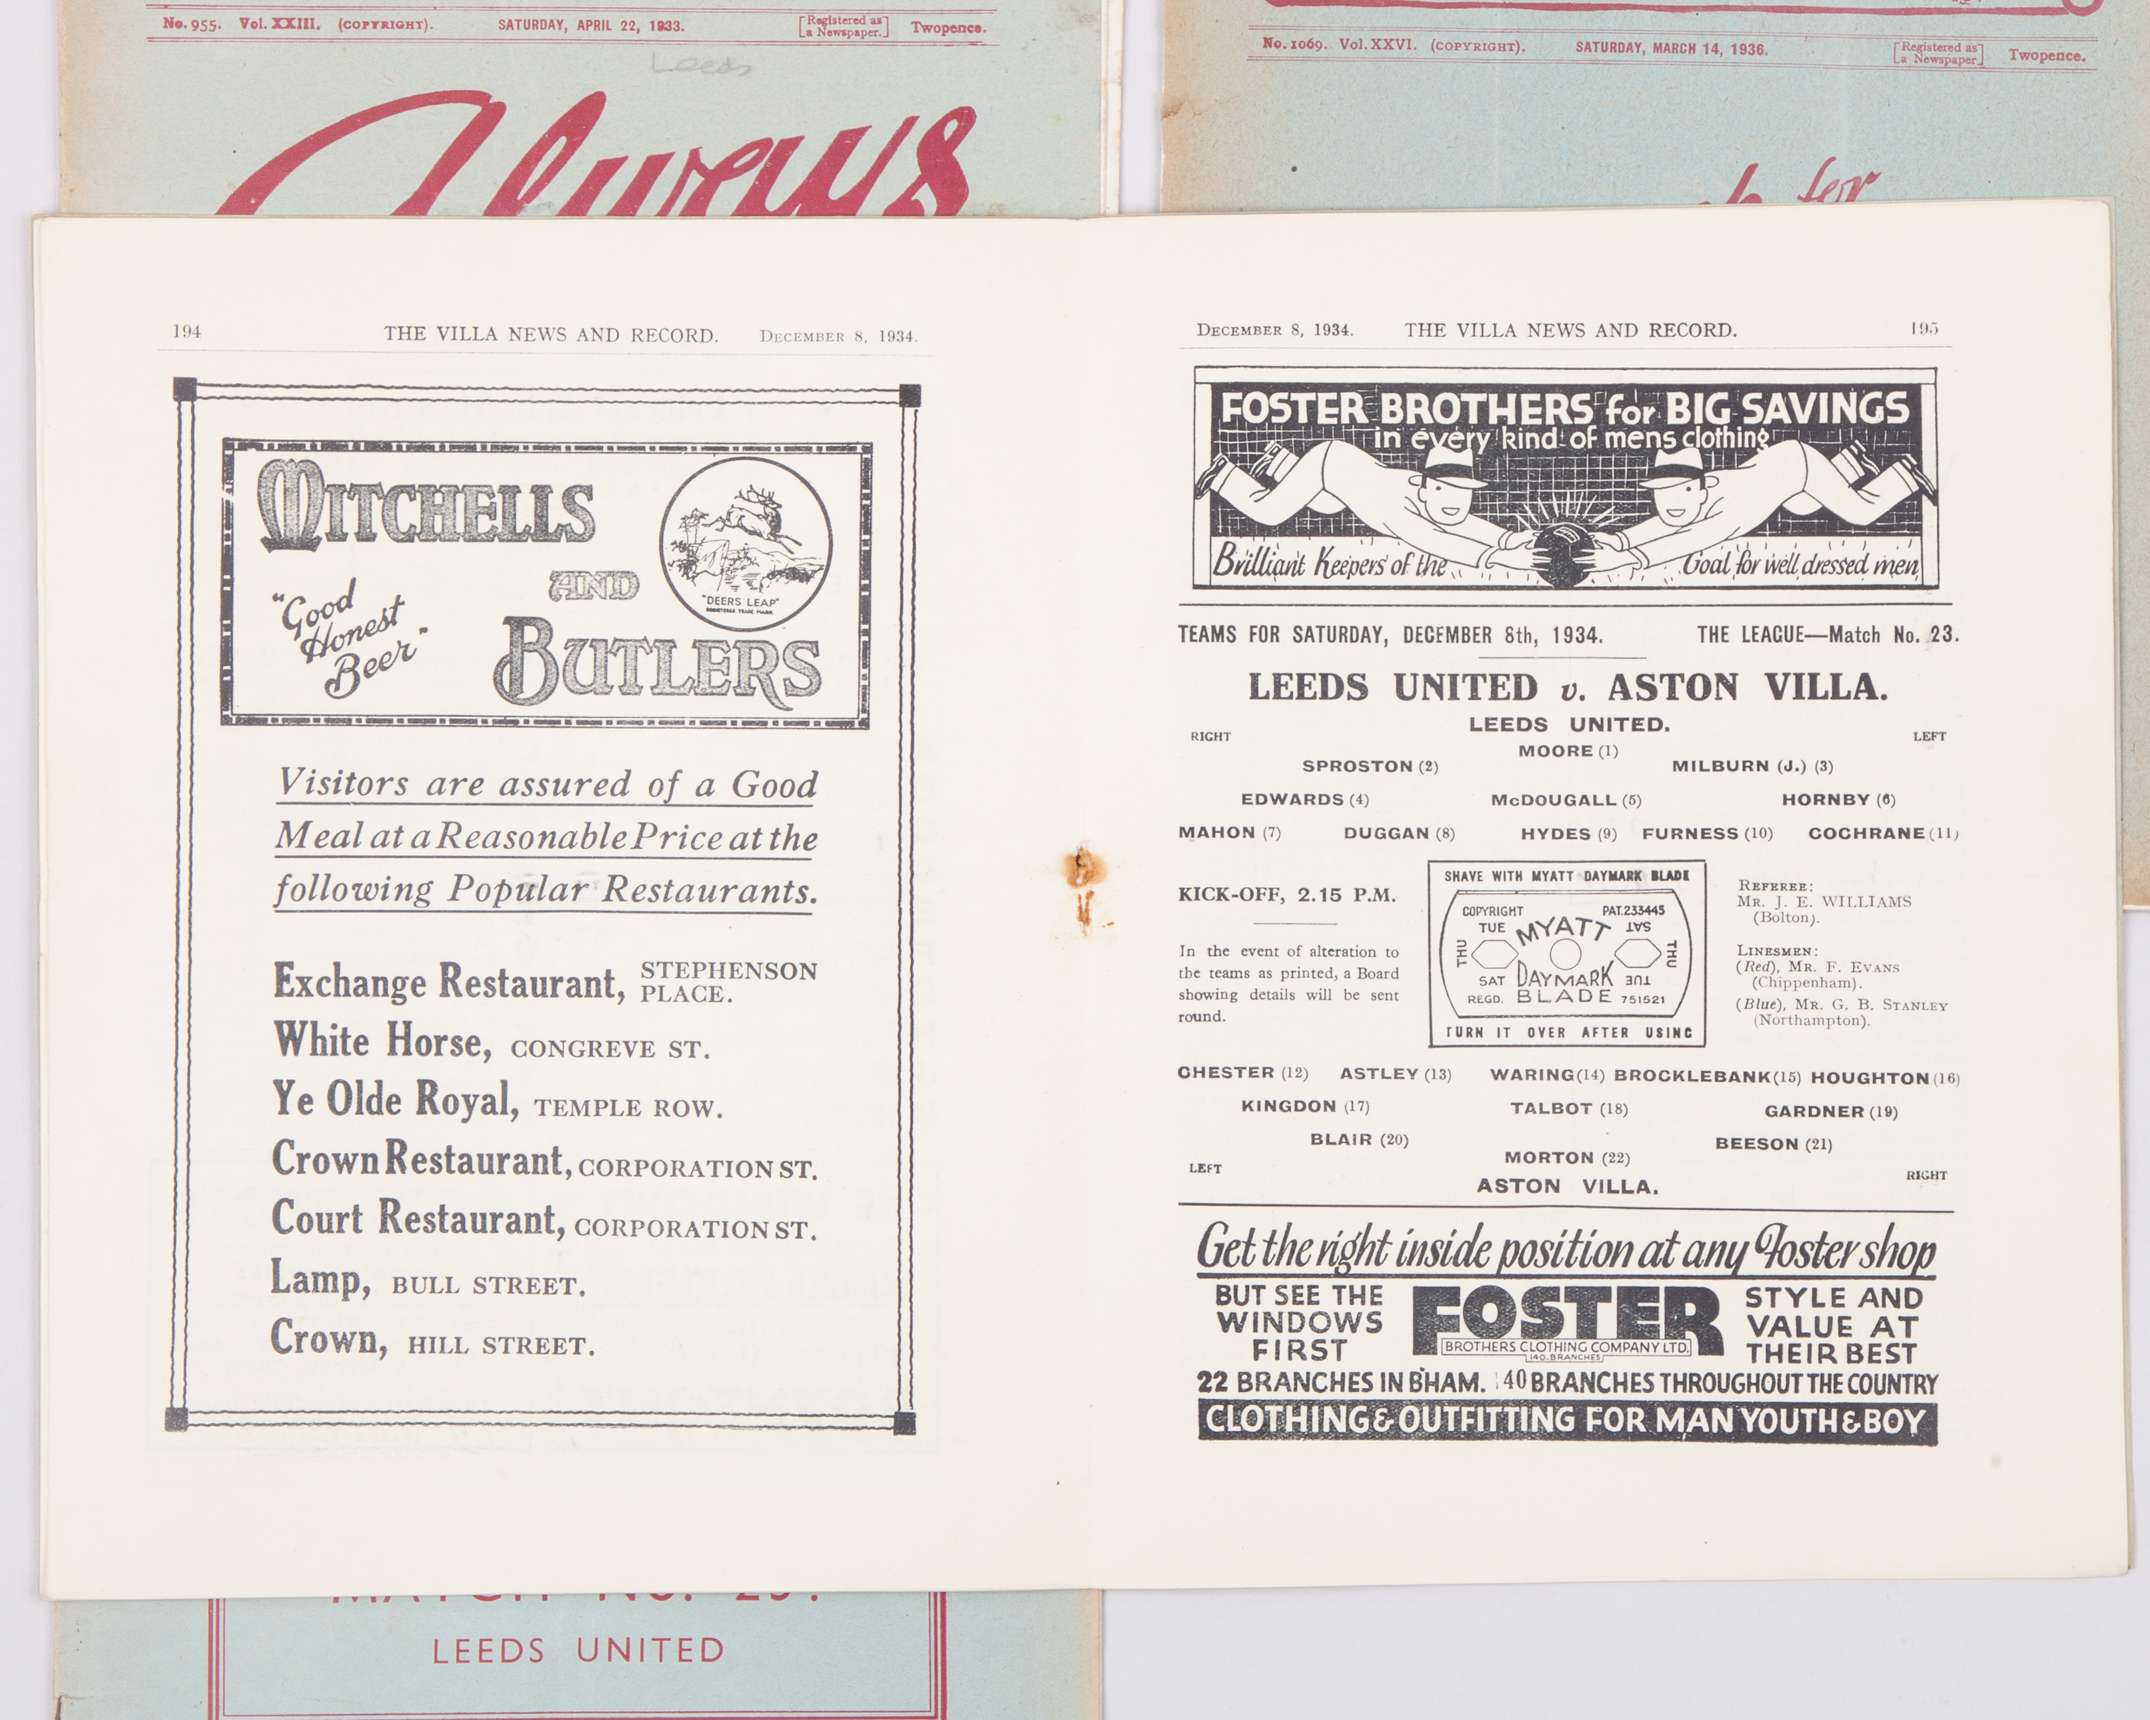 No. 955. Vol. XXIII. (COPYRIGHT). SATURDAY, APRIL 22, 1933. [Registered as a Newspaper.] Twopence.
Leeds
Always
No. 1069. Vol. XXVI. (COPYRIGHT). SATURDAY, MARCH 14, 1936. [Registered as a Newspaper.] Twopence.
for
194 THE VILLA NEWS AND RECORD. DECEMBER 8, 1934.
MITCHELLS
AND
BUTLERS
"Good
Honest
Beer"
"DEERS LEAP"
REGISTERED TRADE MARK
Visitors are assured of a Good
Meal at a Reasonable Price at the
following Popular Restaurants.
Exchange Restaurant, STEPHENSON PLACE.
White Horse, CONGREVE ST.
Ye Olde Royal, TEMPLE ROW.
Crown Restaurant, CORPORATION ST.
Court Restaurant, CORPORATION ST.
Lamp, BULL STREET.
Crown, HILL STREET.
DECEMBER 8, 1934. THE VILLA NEWS AND RECORD. 195
FOSTER BROTHERS for BIG SAVINGS
in every kind of mens clothing
Brilliant Keepers of the Goal for well dressed men
TEAMS FOR SATURDAY, DECEMBER 8th, 1934. THE LEAGUE—Match No. 23.
LEEDS UNITED v. ASTON VILLA.
LEEDS UNITED.
RIGHT LEFT
MOORE (1)
SPROSTON (2) MILBURN (J.) (3)
EDWARDS (4) McDOUGALL (5) HORNBY (6)
MAHON (7) DUGGAN (8) HYDES (9) FURNESS (10) COCHRANE (11)
KICK-OFF, 2.15 P.M.
In the event of alteration to
the teams as printed, a Board
showing details will be sent
round.
SHAVE WITH MYATT DAYMARK BLADE
COPYRIGHT PAT. 233445
TUE MYATT SAT
THU THU
SAT DAYMARK TUE
REGD. BLADE 751521
TURN IT OVER AFTER USING
REFEREE:
MR. J. E. WILLIAMS
(Bolton).
LINESMEN:
(Red), MR. F. EVANS
(Chippenham).
(Blue), MR. G. B. STANLEY
(Northampton).
CHESTER (12) ASTLEY (13) WARING (14) BROCKLEBANK (15) HOUGHTON (16)
KINGDON (17) TALBOT (18) GARDNER (19)
BLAIR (20) BEESON (21)
MORTON (22)
LEFT RIGHT
ASTON VILLA.
Get the right inside position at any Foster shop
BUT SEE THE
WINDOWS
FIRST
FOSTER
BROTHERS CLOTHING COMPANY LTD.
140 BRANCHES
STYLE AND
VALUE AT
THEIR BEST
22 BRANCHES IN B'HAM. 140 BRANCHES THROUGHOUT THE COUNTRY
CLOTHING & OUTFITTING FOR MAN YOUTH & BOY
MATCH No. 23.
LEEDS UNITED